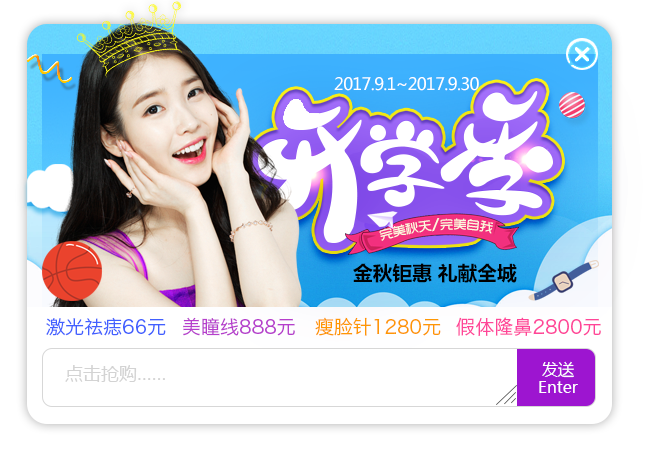 2017.9.1~2017.9.30
开学季
完美秋天/完美自我
金秋钜惠 礼献全城
激光祛痣66元 美瞳线888元 瘦脸针1280元 假体隆鼻2800元
点击抢购......
发送
Enter